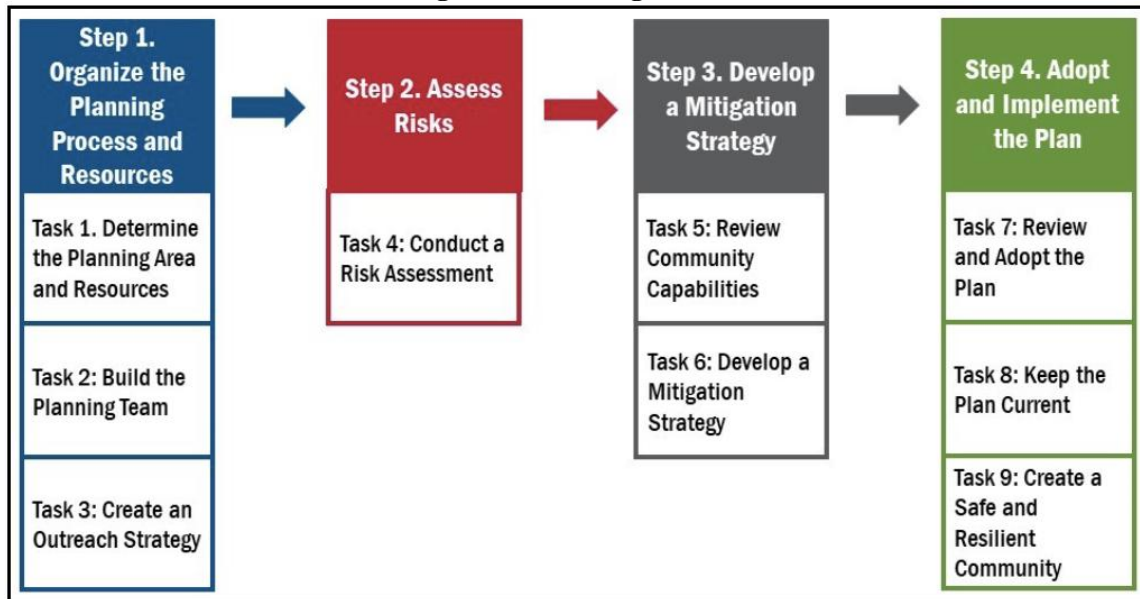 Step 1.
Organize the
Planning
Process and
Resources
Task 1. Determine
the Planning Area
and Resources
Task 2: Build the
Planning Team
Task 3: Create an
Outreach Strategy
Step 2. Assess
Risks
Task 4: Conduct a
Risk Assessment
Step 3. Develop
a Mitigation
Strategy
Task 5: Review
Community
Capabilities
Task 6: Develop a
Mitigation
Strategy
Step 4. Adopt
and Implement
the Plan
Task 7: Review
and Adopt the
Plan
Task 8: Keep the
Plan Current
Task 9: Create a
Safe and
Resilient
Community